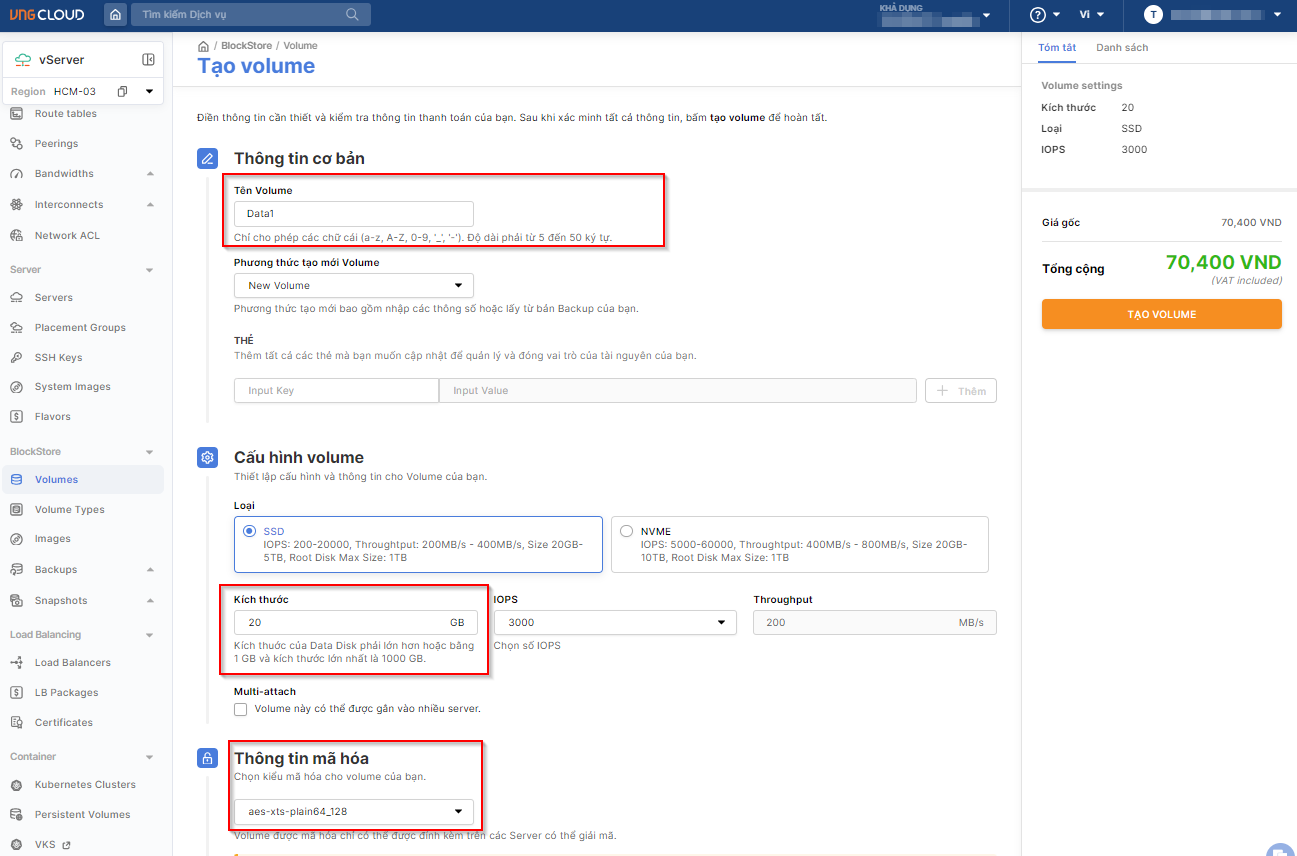 VNG CLOUD
Tìm kiếm Dịch vụ
KHẢ DỤNG
Vi
T
vServer
Region HCM-03
Route tables
Peerings
Bandwidths
Interconnects
Network ACL
Server
Servers
Placement Groups
SSH Keys
System Images
Flavors
BlockStore
Volumes
Volume Types
Images
Backups
Snapshots
Load Balancing
Load Balancers
LB Packages
Certificates
Container
Kubernetes Clusters
Persistent Volumes
VKS
/ BlockStore / Volume
Tạo volume
Điền thông tin cần thiết và kiểm tra thông tin thanh toán của bạn. Sau khi xác minh tất cả thông tin, bấm tạo volume để hoàn tất.
Thông tin cơ bản
Tên Volume
Data1
Chỉ cho phép các chữ cái (a-z, A-Z, 0-9, '_', '-'). Độ dài phải từ 5 đến 50 ký tự.
Phương thức tạo mới Volume
New Volume
Phương thức tạo mới bao gồm nhập các thông số hoặc lấy từ bản Backup của bạn.
THẺ
Thêm tất cả các thẻ mà bạn muốn cập nhật để quản lý và đóng vai trò của tài nguyên của bạn.
Input Key
Input Value
+ Thêm
Cấu hình volume
Thiết lập cấu hình và thông tin cho Volume của bạn.
Loại
SSD
IOPS: 200-20000, Throughtput: 200MB/s - 400MB/s, Size 20GB-
5TB, Root Disk Max Size: 1TB
NVME
IOPS: 5000-60000, Throughtput: 400MB/s - 800MB/s, Size 20GB-
10TB, Root Disk Max Size: 1TB
Kích thước
20 GB
Kích thước của Data Disk phải lớn hơn hoặc bằng
1 GB và kích thước lớn nhất là 1000 GB.
IOPS
3000
Chọn số IOPS
Throughput
200 MB/s
Multi-attach
Volume này có thể được gắn vào nhiều server.
Thông tin mã hóa
Chọn kiểu mã hóa cho volume của bạn.
aes-xts-plain64_128
Volume được mã hóa chỉ có thể được đính kèm trên các Server có thể giải mã.
Tóm tắt
Danh sách
Volume settings
Kích thước 20
Loại SSD
IOPS 3000
Giá gốc 70,400 VND
Tổng cộng 70,400 VND
(VAT included)
TẠO VOLUME